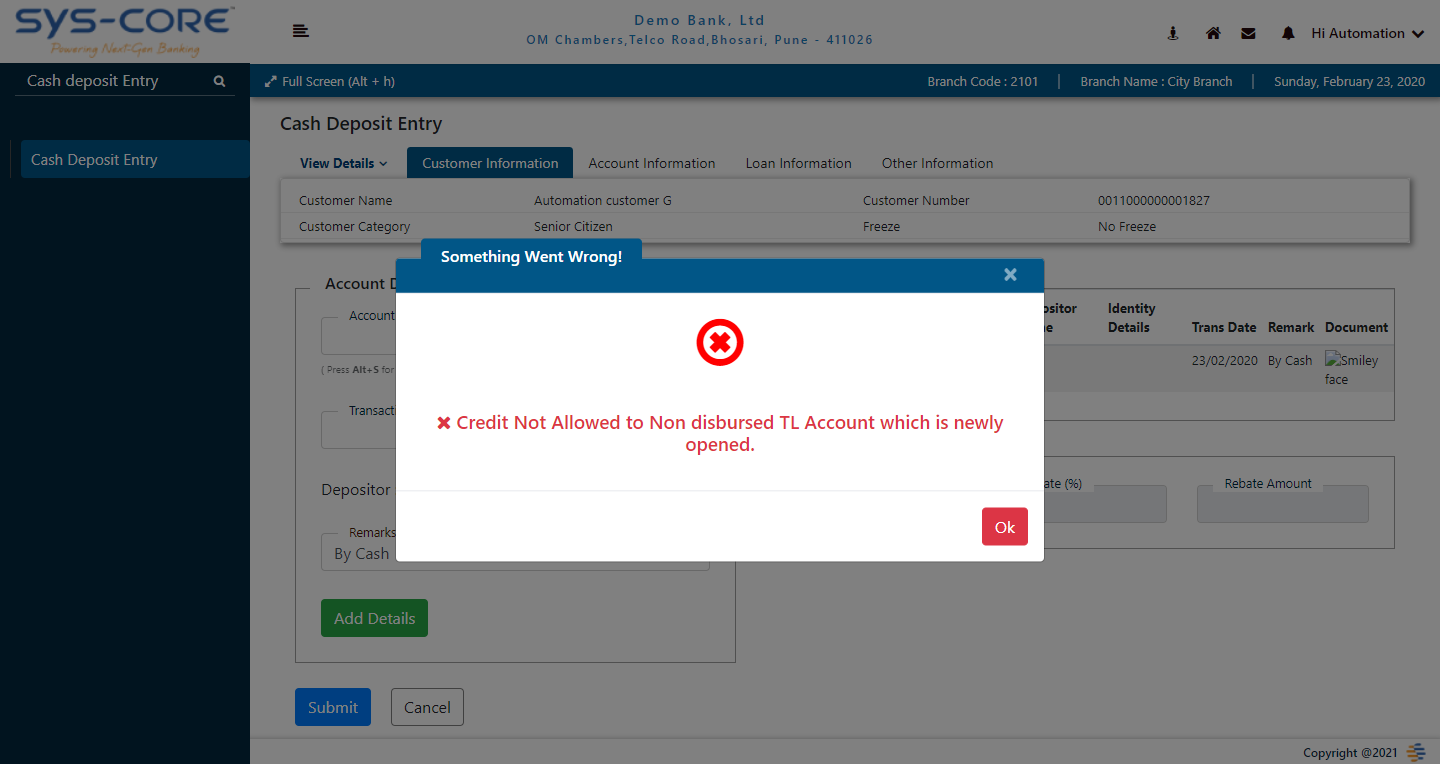 SYS-CORE™
Powering Next-Gen Banking
Demo Bank, Ltd
OM Chambers,Telco Road,Bhosari, Pune - 411026
Hi Automation
Cash deposit Entry
Full Screen (Alt + h)
Branch Code : 2101 | Branch Name : City Branch | Sunday, February 23, 2020
Cash Deposit Entry
Cash Deposit Entry
View Details
Customer Information
Account Information
Loan Information
Other Information
Customer Name Automation customer G Customer Number 0011000000001827
Customer Category Senior Citizen Freeze No Freeze
Something Went Wrong!
×
Credit Not Allowed to Non disbursed TL Account which is newly
opened.
Ok
Account D
Account
( Press Alt+S for
Transacti
Depositor
Remarks
By Cash
Add Details
ositor
e
Identity
Details
Trans Date
Remark
Document
23/02/2020
By Cash
Smiley
face
ate (%)
Rebate Amount
Submit
Cancel
Copyright @2021